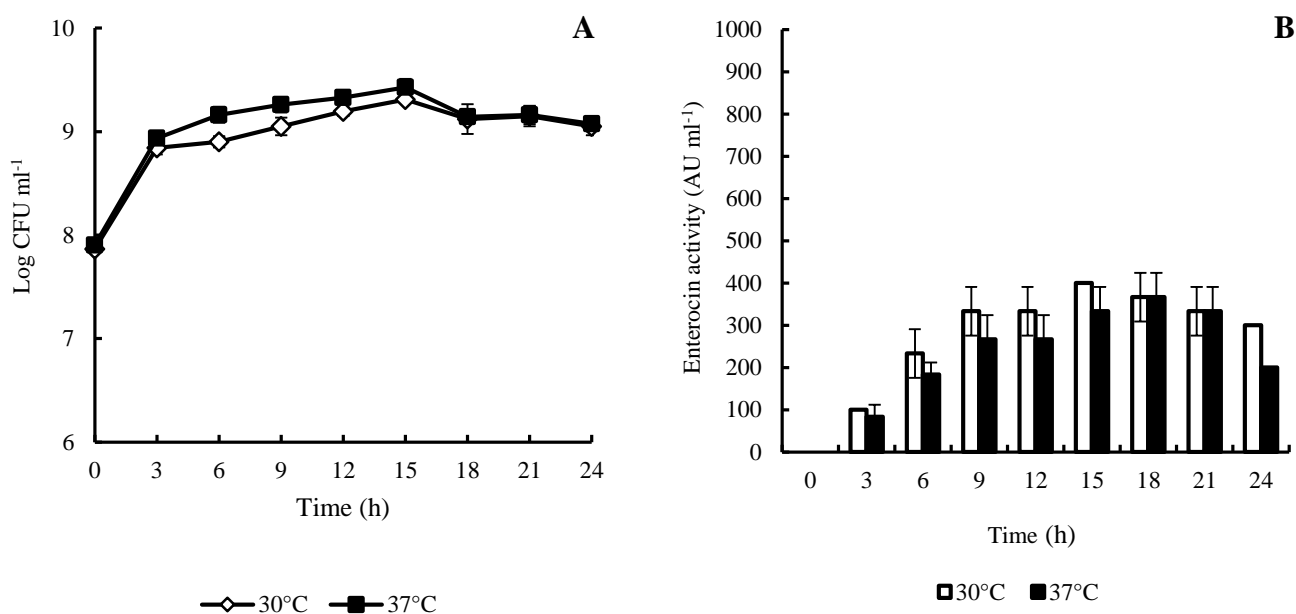 A
10
9
8
7
6
Log CFU ml-1
0 3 6 9 12 15 18 21 24
Time (h)
30°C 37°C
B
1000
900
800
700
600
500
400
300
200
100
0
Enterocin activity (AU ml-1)
0 3 6 9 12 15 18 21 24
Time (h)
30°C 37°C